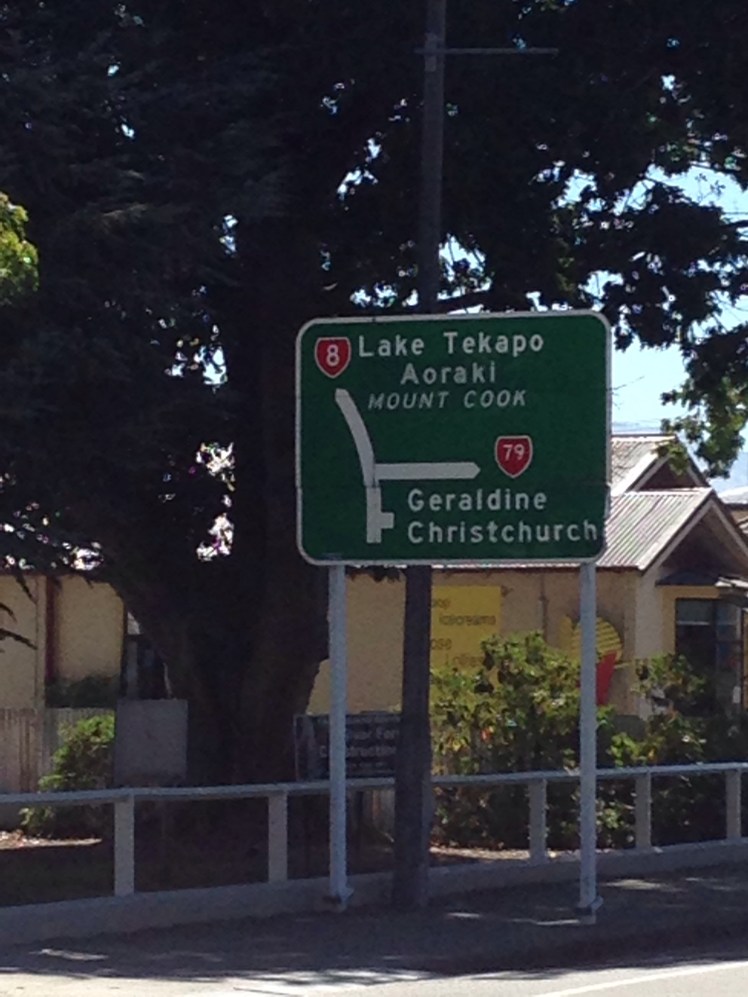 8 Lake Tekapo
Aoraki
MOUNT COOK
79
Geraldine
Christchurch